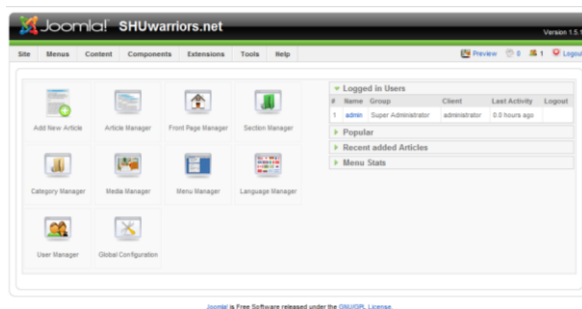 Joomla! SHUwarriors.net
Version 1.5.1
Site Menus Content Components Extensions Tools Help
Preview 0 1 Logout
Add New Article Article Manager Front Page Manager Section Manager
Category Manager Media Manager Menu Manager Language Manager
User Manager Global Configuration
Logged in Users
# Name Group Client Last Activity Logout
1 admin Super Administrator administrator 0.0 hours ago
Popular
Recent added Articles
Menu Stats
Joomla! is Free Software released under the GNU/GPL License.